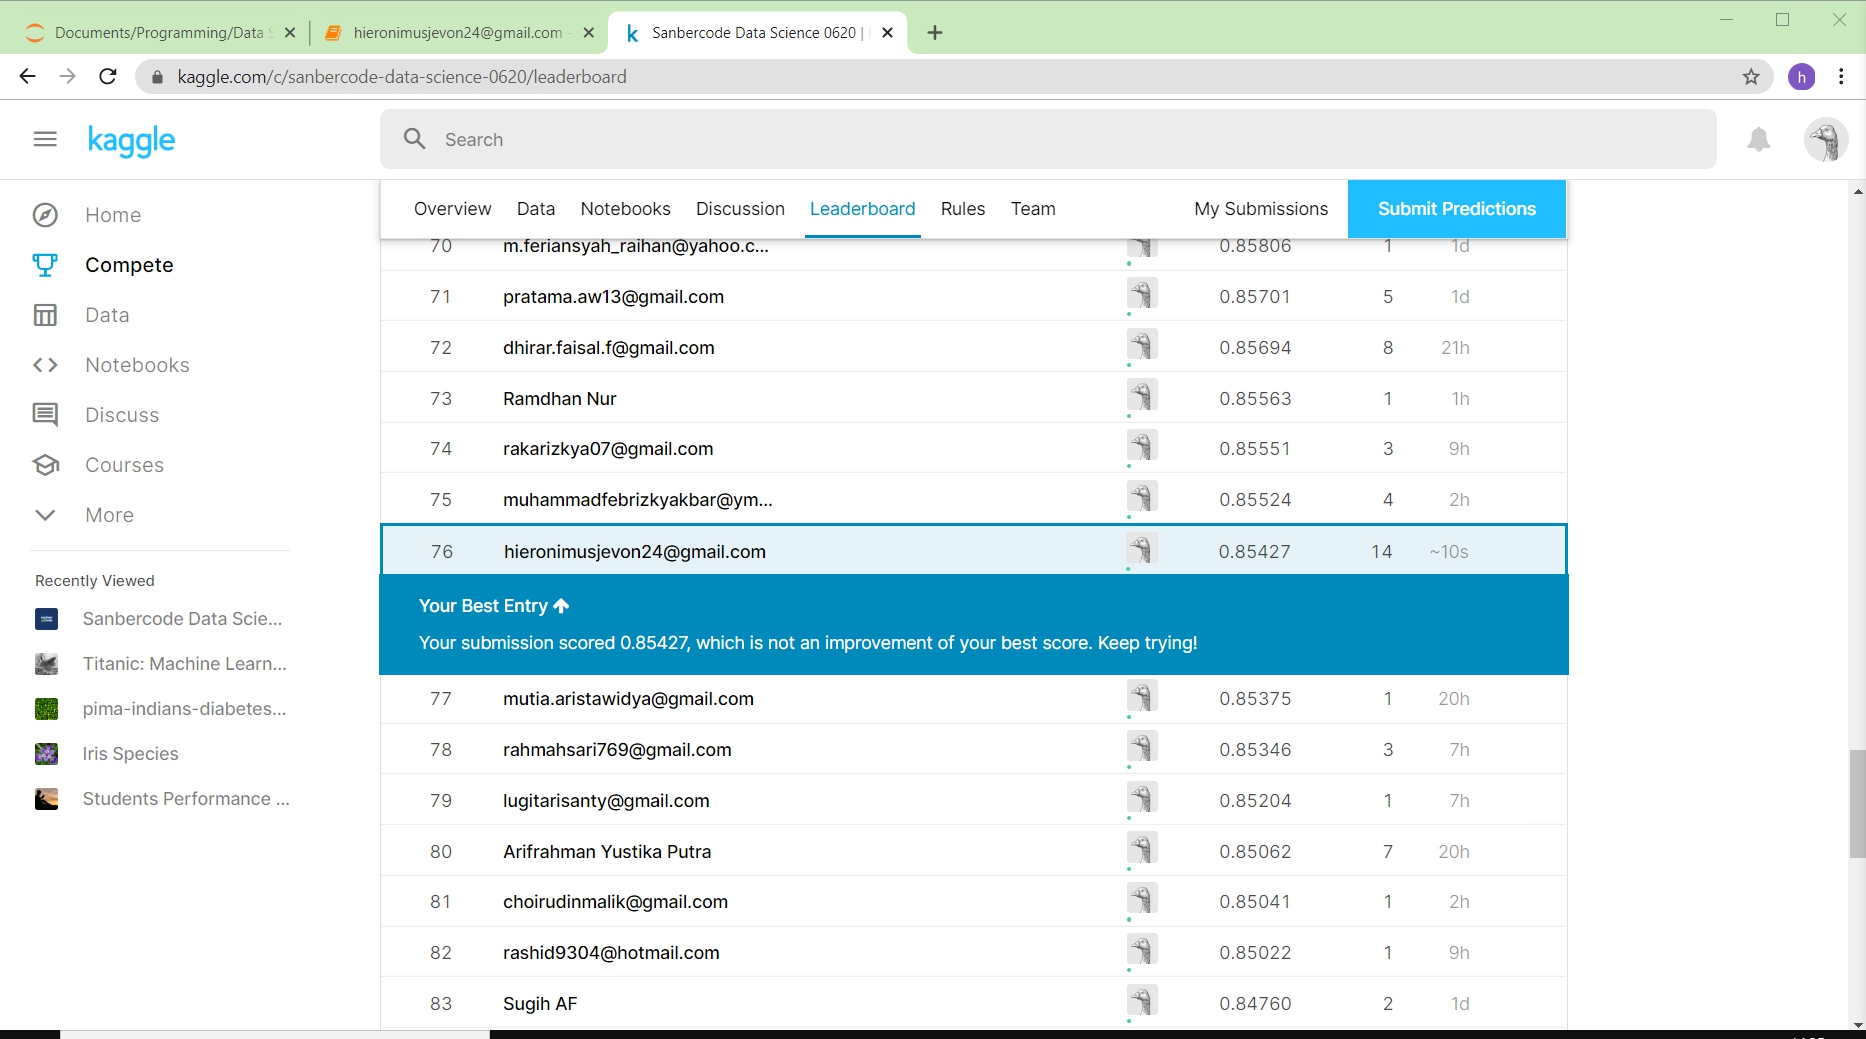 Documents/Programming/Data S
hieronimusjevon24@gmail.com -
Sanbercode Data Science 0620 |
kaggle.com/c/sanbercode-data-science-0620/leaderboard
h
kaggle
Search
Home
Compete
Data
Notebooks
Discuss
Courses
More
Recently Viewed
Sanbercode Data Scie...
Titanic: Machine Learn...
pima-indians-diabetes...
Iris Species
Students Performance ...
Overview Data Notebooks Discussion Leaderboard Rules Team My Submissions Submit Predictions
70 m.feriansyah_raihan@yahoo.c... 0.85806 1 1d
71 pratama.aw13@gmail.com 0.85701 5 1d
72 dhirar.faisal.f@gmail.com 0.85694 8 21h
73 Ramdhan Nur 0.85563 1 1h
74 rakarizkya07@gmail.com 0.85551 3 9h
75 muhammadfebrizkyakbar@ym... 0.85524 4 2h
76 hieronimusjevon24@gmail.com 0.85427 14 ~10s
Your Best Entry
Your submission scored 0.85427, which is not an improvement of your best score. Keep trying!
77 mutia.aristawidya@gmail.com 0.85375 1 20h
78 rahmahsari769@gmail.com 0.85346 3 7h
79 lugitarisanty@gmail.com 0.85204 1 7h
80 Arifrahman Yustika Putra 0.85062 7 20h
81 choirudinmalik@gmail.com 0.85041 1 2h
82 rashid9304@hotmail.com 0.85022 1 9h
83 Sugih AF 0.84760 2 1d